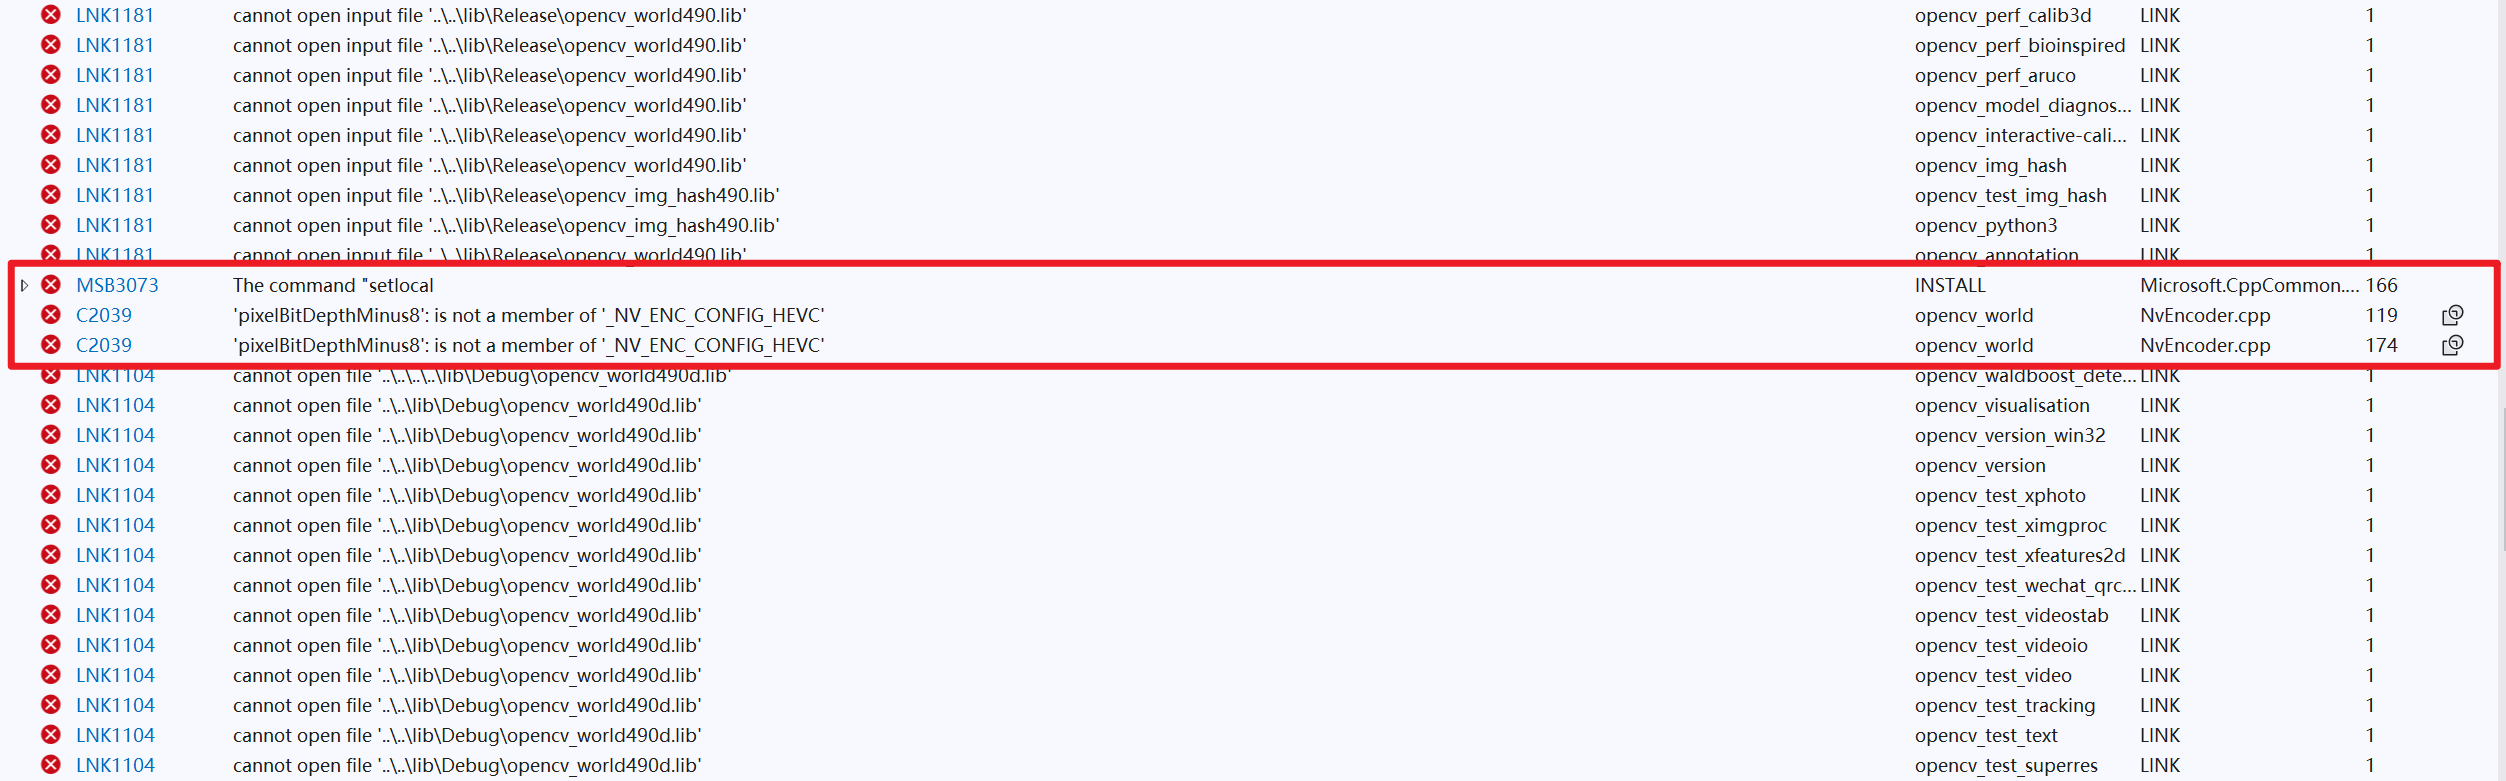 LNK1181 cannot open input file '..\..\lib\Release\opencv_world490.lib' opencv_perf_calib3d LINK 1
LNK1181 cannot open input file '..\..\lib\Release\opencv_world490.lib' opencv_perf_bioinspired LINK 1
LNK1181 cannot open input file '..\..\lib\Release\opencv_world490.lib' opencv_perf_aruco LINK 1
LNK1181 cannot open input file '..\..\lib\Release\opencv_world490.lib' opencv_model_diagnos... LINK 1
LNK1181 cannot open input file '..\..\lib\Release\opencv_world490.lib' opencv_interactive-cali... LINK 1
LNK1181 cannot open input file '..\..\lib\Release\opencv_world490.lib' opencv_img_hash LINK 1
LNK1181 cannot open input file '..\..\lib\Release\opencv_img_hash490.lib' opencv_test_img_hash LINK 1
LNK1181 cannot open input file '..\..\lib\Release\opencv_img_hash490.lib' opencv_python3 LINK 1
LNK1181 cannot open input file '..\..\lib\Release\opencv_world490.lib' opencv_annotation LINK 1
MSB3073 The command "setlocal INSTALL Microsoft.CppCommon.... 166
C2039 'pixelBitDepthMinus8': is not a member of '_NV_ENC_CONFIG_HEVC' opencv_world NvEncoder.cpp 119
C2039 'pixelBitDepthMinus8': is not a member of '_NV_ENC_CONFIG_HEVC' opencv_world NvEncoder.cpp 174
LNK1104 cannot open file '..\..\..\..\lib\Debug\opencv_world490d.lib' opencv_waldboost_dete... LINK 1
LNK1104 cannot open file '..\..\lib\Debug\opencv_world490d.lib' opencv_visualisation LINK 1
LNK1104 cannot open file '..\..\lib\Debug\opencv_world490d.lib' opencv_version_win32 LINK 1
LNK1104 cannot open file '..\..\lib\Debug\opencv_world490d.lib' opencv_version LINK 1
LNK1104 cannot open file '..\..\lib\Debug\opencv_world490d.lib' opencv_test_xphoto LINK 1
LNK1104 cannot open file '..\..\lib\Debug\opencv_world490d.lib' opencv_test_ximgproc LINK 1
LNK1104 cannot open file '..\..\lib\Debug\opencv_world490d.lib' opencv_test_xfeatures2d LINK 1
LNK1104 cannot open file '..\..\lib\Debug\opencv_world490d.lib' opencv_test_wechat_qrc... LINK 1
LNK1104 cannot open file '..\..\lib\Debug\opencv_world490d.lib' opencv_test_videostab LINK 1
LNK1104 cannot open file '..\..\lib\Debug\opencv_world490d.lib' opencv_test_videoio LINK 1
LNK1104 cannot open file '..\..\lib\Debug\opencv_world490d.lib' opencv_test_video LINK 1
LNK1104 cannot open file '..\..\lib\Debug\opencv_world490d.lib' opencv_test_tracking LINK 1
LNK1104 cannot open file '..\..\lib\Debug\opencv_world490d.lib' opencv_test_text LINK 1
LNK1104 cannot open file '..\..\lib\Debug\opencv_world490d.lib' opencv_test_superres LINK 1